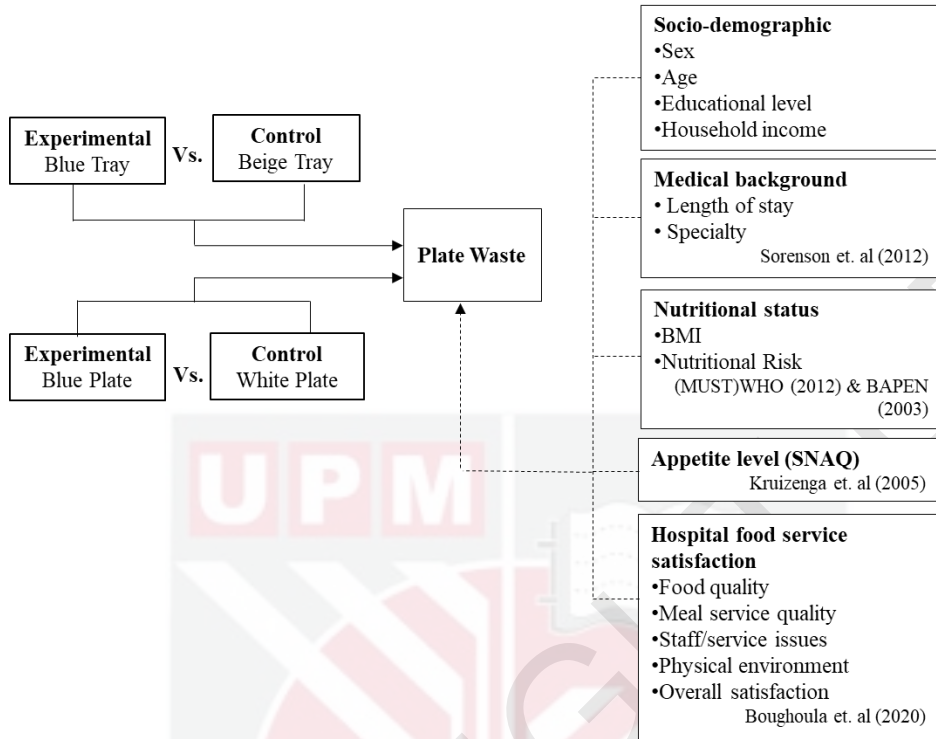 Experimental
Blue Tray
Vs.
Control
Beige Tray
Plate Waste
Experimental
Blue Plate
Vs.
Control
White Plate
Socio-demographic
•Sex
•Age
•Educational level
•Household income
Medical background
• Length of stay
• Specialty
Sorenson et. al (2012)
Nutritional status
•BMI
•Nutritional Risk
(MUST)WHO (2012) & BAPEN
(2003)
Appetite level (SNAQ)
Kruizenga et. al (2005)
Hospital food service
satisfaction
•Food quality
•Meal service quality
•Staff/service issues
•Physical environment
•Overall satisfaction
Boughoula et. al (2020)
UPM